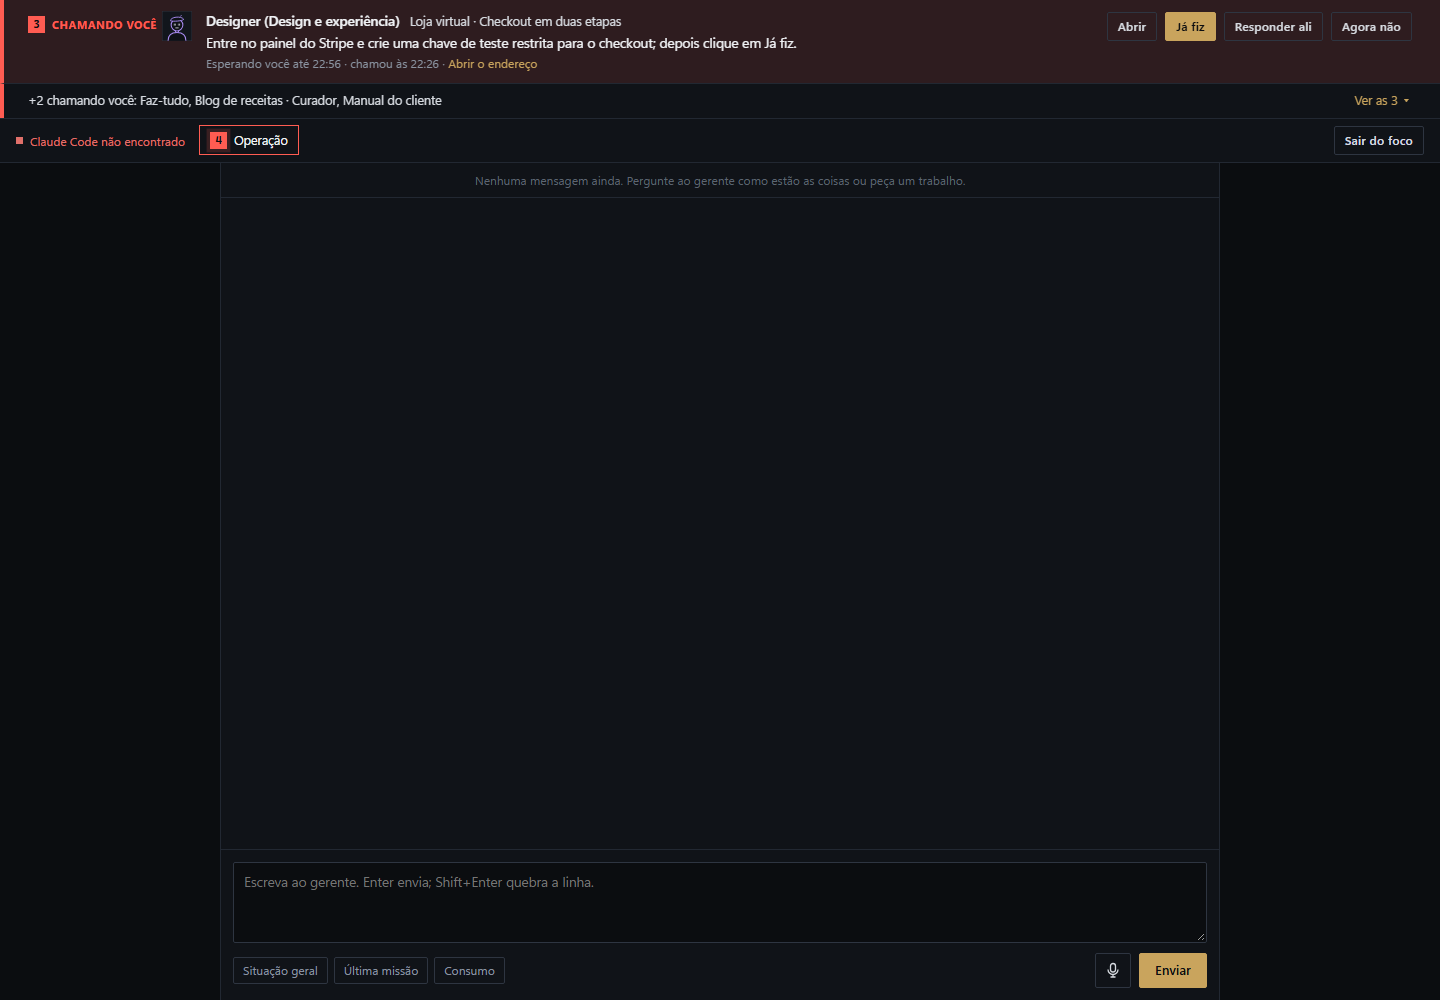 3 CHAMANDO VOCÊ
Designer (Design e experiência) Loja virtual · Checkout em duas etapas
Entre no painel do Stripe e crie uma chave de teste restrita para o checkout; depois clique em Já fiz.
Esperando você até 22:56 · chamou às 22:26 · Abrir o endereço
Abrir Já fiz Responder ali Agora não
+2 chamando você: Faz-tudo, Blog de receitas · Curador, Manual do cliente
Ver as 3
Claude Code não encontrado
4 Operação
Sair do foco
Nenhuma mensagem ainda. Pergunte ao gerente como estão as coisas ou peça um trabalho.
Escreva ao gerente. Enter envia; Shift+Enter quebra a linha.
Situação geral Última missão Consumo
Enviar